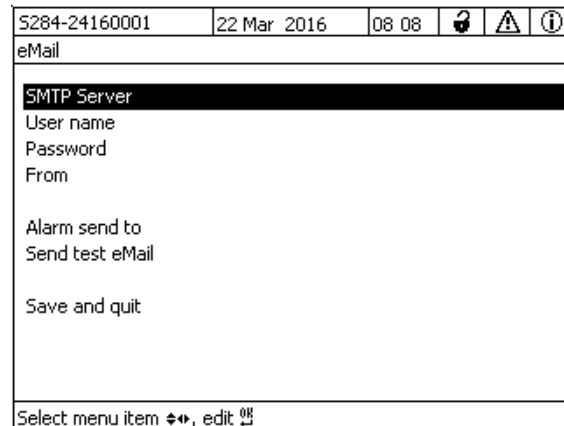 S284-24160001 22 Mar 2016 08 08
eMail
SMTP Server
User name
Password
From
Alarm send to
Send test eMail
Save and quit
Select menu item, edit OK